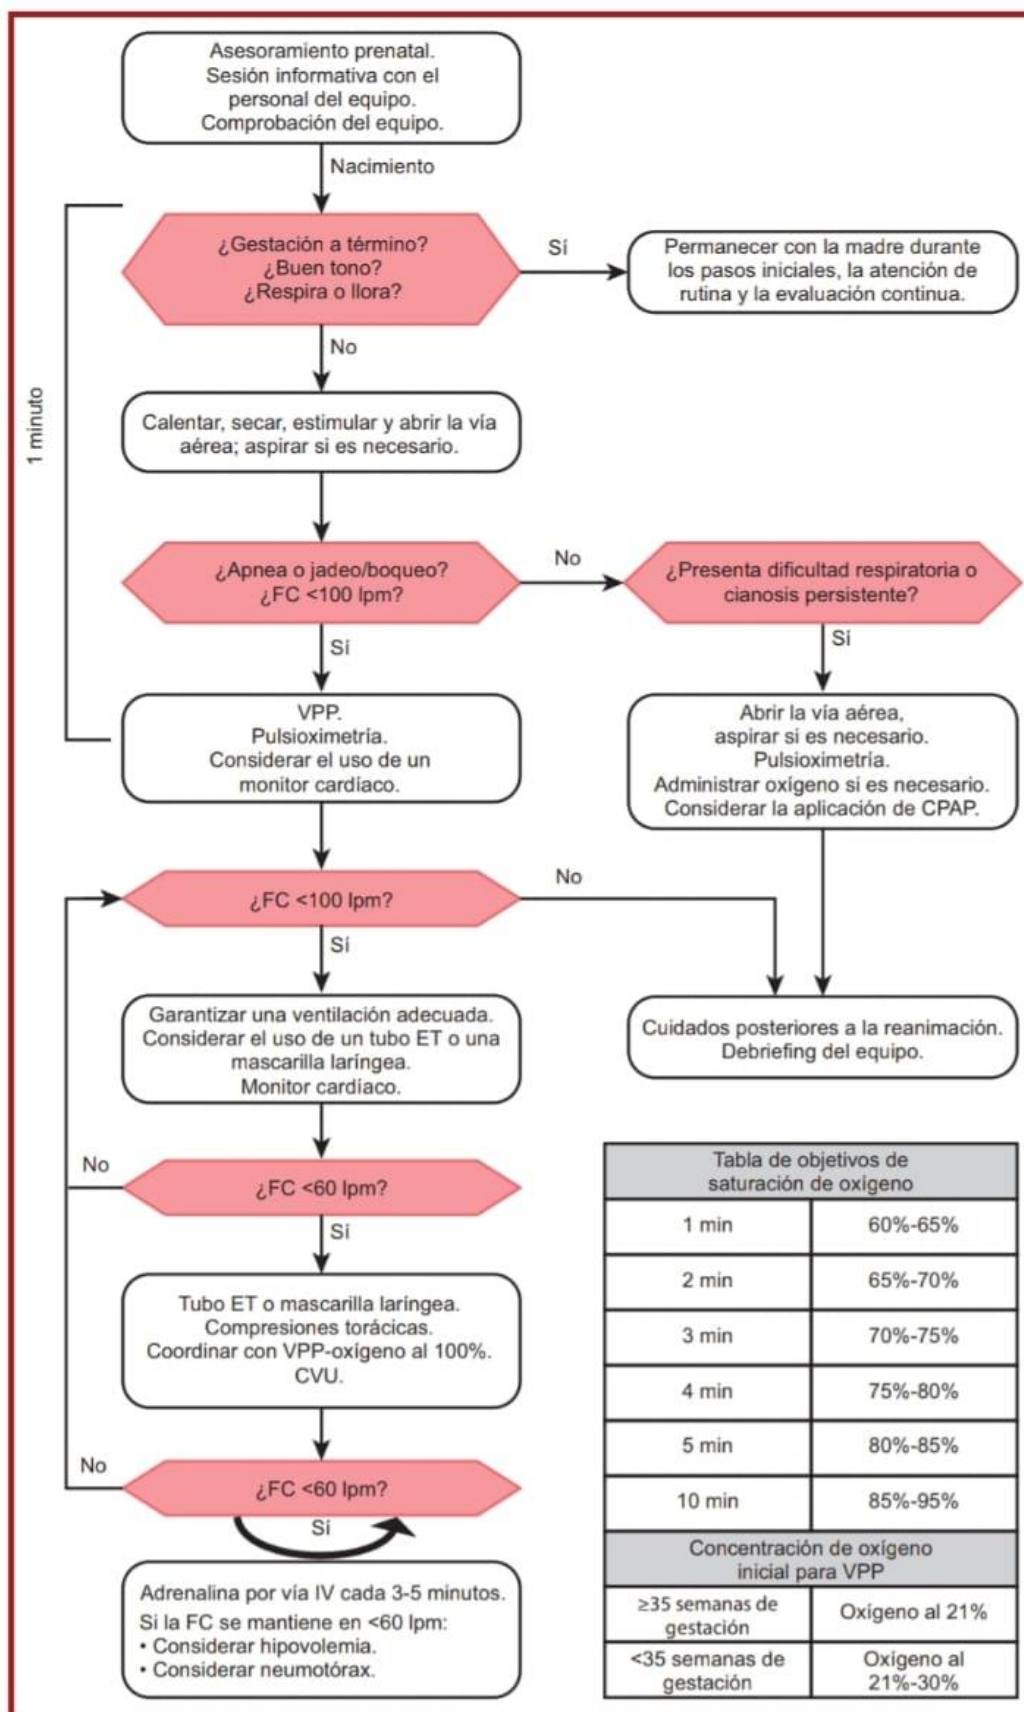 Asesoramiento prenatal.
Sesión informativa con el
personal del equipo.
Comprobación del equipo.
Nacimiento
1 minuto
¿Gestación a término?
¿Buen tono?
¿Respira o llora?
Sí
Permanecer con la madre durante
los pasos iniciales, la atención de
rutina y la evaluación continua.
No
Calentar, secar, estimular y abrir la vía
aérea; aspirar si es necesario.
¿Apnea o jadeo/boqueo?
¿FC <100 lpm?
No
¿Presenta dificultad respiratoria o
cianosis persistente?
Sí
Sí
VPP.
Pulsioximetría.
Considerar el uso de un
monitor cardíaco.
Abrir la vía aérea,
aspirar si es necesario.
Pulsioximetría.
Administrar oxígeno si es necesario.
Considerar la aplicación de CPAP.
¿FC <100 lpm?
No
Sí
Garantizar una ventilación adecuada.
Considerar el uso de un tubo ET o una
mascarilla laríngea.
Monitor cardíaco.
Cuidados posteriores a la reanimación.
Debriefing del equipo.
No
¿FC <60 lpm?
Sí
Tubo ET o mascarilla laríngea.
Compresiones torácicas.
Coordinar con VPP-oxígeno al 100%.
CVU.
No
¿FC <60 lpm?
Sí
Adrenalina por vía IV cada 3-5 minutos.
Si la FC se mantiene en <60 lpm:
• Considerar hipovolemia.
• Considerar neumotórax.
Tabla de objetivos de
saturación de oxígeno
1 min 60%-65%
2 min 65%-70%
3 min 70%-75%
4 min 75%-80%
5 min 80%-85%
10 min 85%-95%
Concentración de oxígeno
inicial para VPP
≥35 semanas de
gestación
Oxígeno al 21%
<35 semanas de
gestación
Oxígeno al
21%-30%